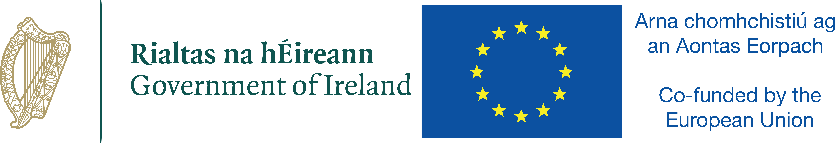 Rialtas na hÉireann
Government of Ireland
Arna chomhchistiú ag
an Aontas Eorpach
Co-funded by the
European Union